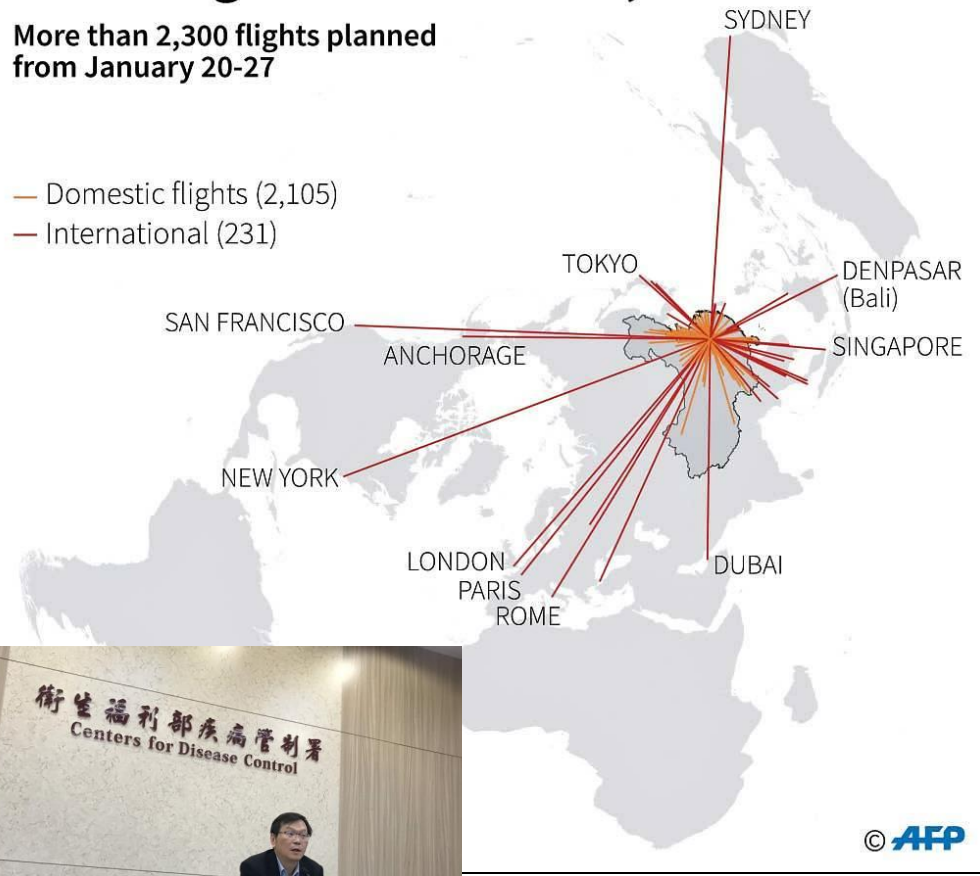 SYDNEY
More than 2,300 flights planned
from January 20-27
Domestic flights (2,105)
International (231)
TOKYO
DENPASAR
(Bali)
SAN FRANCISCO
ANCHORAGE
SINGAPORE
NEW YORK
LONDON
PARIS
ROME
DUBAI
衛生福利部疾病管制署
Centers for Disease Control
© AFP